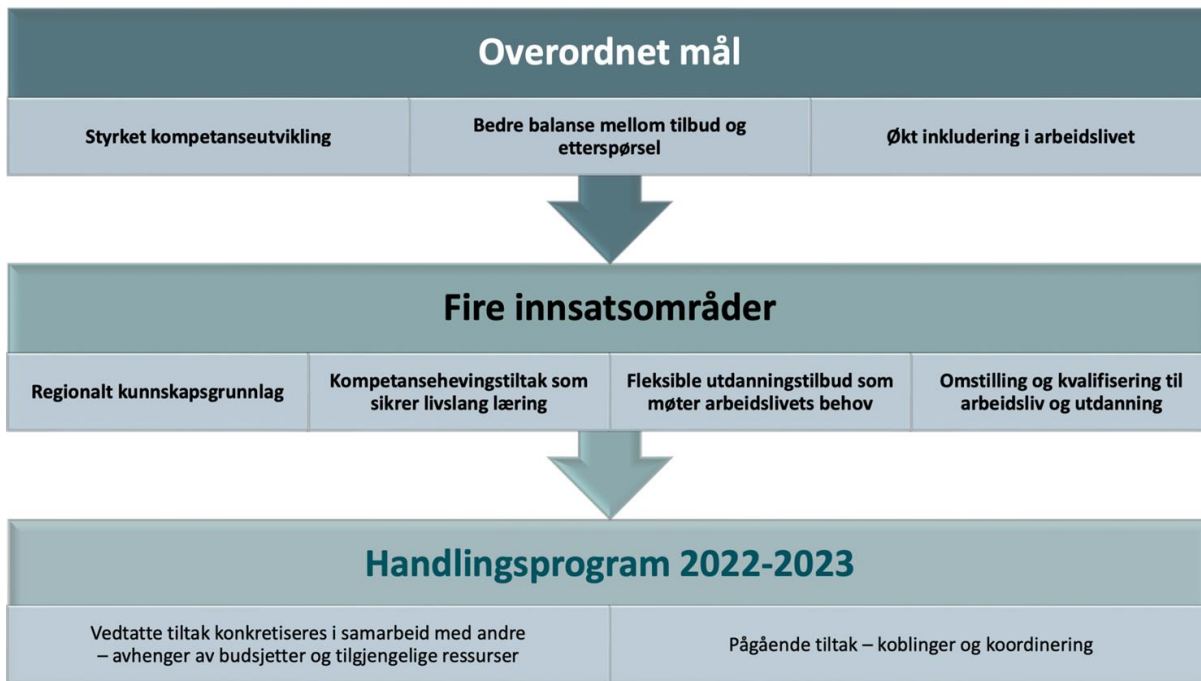 Overordnet mål
Styrket kompetanseutvikling
Bedre balanse mellom tilbud og
etterspørsel
Økt inkludering i arbeidslivet
Fire innsatsområder
Regionalt kunnskapsgrunnlag
Kompetansehevingstiltak som
sikrer livslang læring
Fleksible utdanningstilbud som
møter arbeidslivets behov
Omstilling og kvalifisering til
arbeidsliv og utdanning
Handlingsprogram 2022-2023
Vedtatte tiltak konkretiseres i samarbeid med andre
– avhenger av budsjetter og tilgjengelige ressurser
Pågående tiltak – koblinger og koordinering